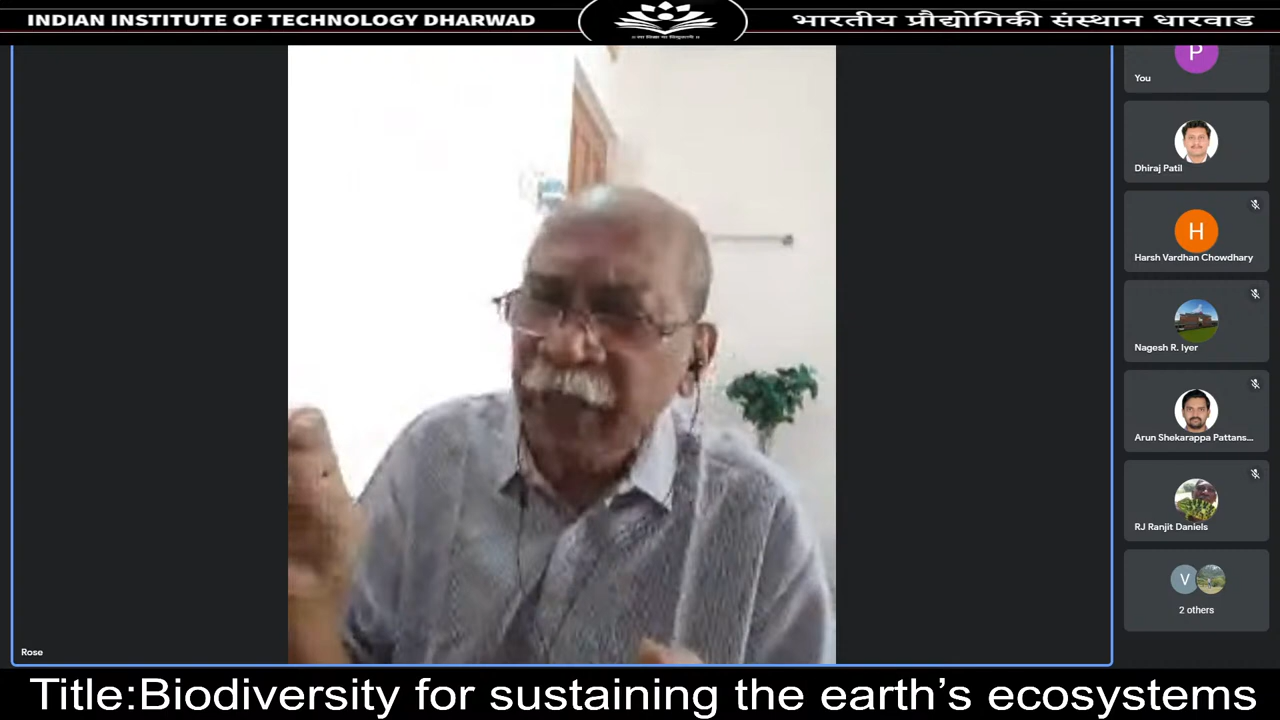 INDIAN INSTITUTE OF TECHNOLOGY DHARWAD
भारतीय प्रौद्योगिकी संस्थान धारवाड
P
You
Dhiraj Patil
H
Harsh Vardhan Chowdhary
Nagesh R. Iyer
Arun Shekarappa Pattans...
RJ Ranjit Daniels
V
2 others
Rose
Title:Biodiversity for sustaining the earth's ecosystems